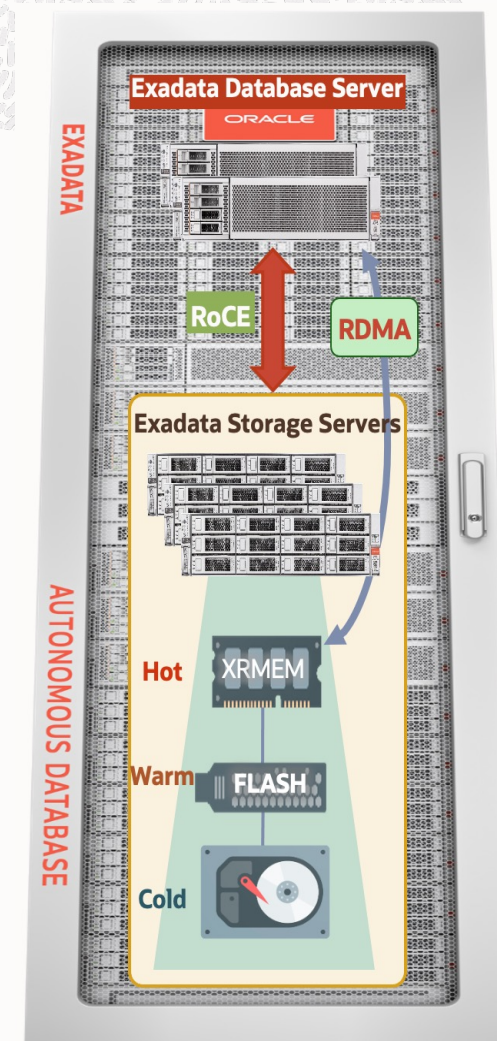 Exadata Database Server
ORACLE
EXADATA
RoCE
RDMA
Exadata Storage Servers
Hot
XRMEM
Warm
FLASH
Cold
AUTONOMOUS DATABASE